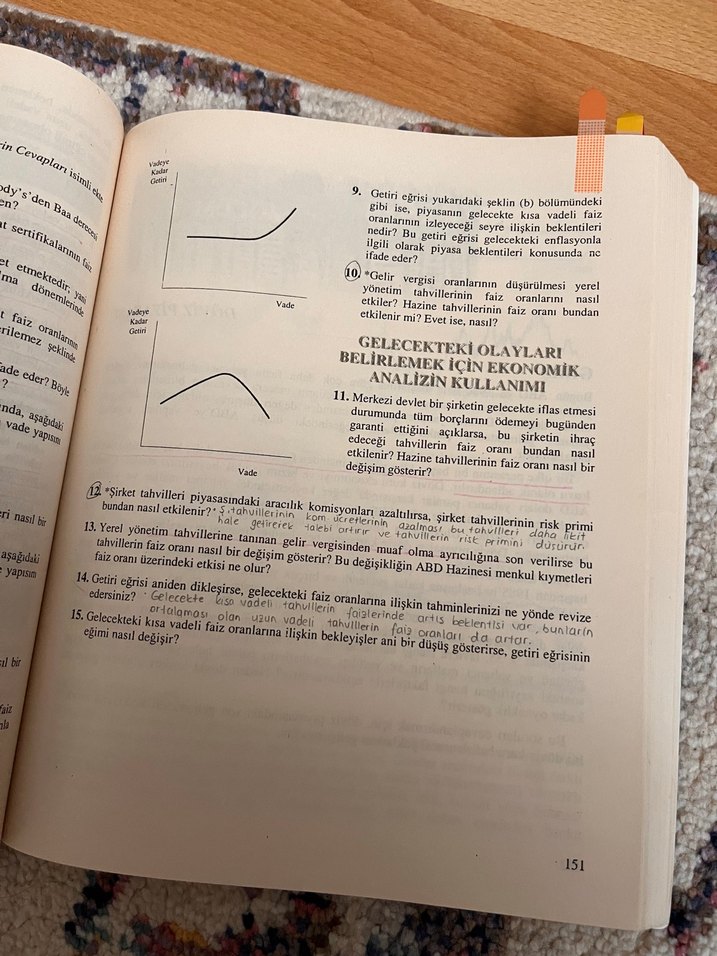 rin Cevapları isimli ekte
ody's'den Baa derecesi
en?
at sertifikalarının faiz
et etmektedir, yani
lma dönemlerinde
t faiz oranlarının
erilemez şeklinde
fade eder? Böyle
?
nda, aşağıdaki
vade yapısını
eri nasıl bir
aşağıdaki
e yapısını
sıl bir
faiz
nla
Vadeye
Kadar
Getiri
Vade
Vadeye
Kadar
Getiri
Vade
9. Getiri eğrisi yukarıdaki şeklin (b) bölümündeki
gibi ise, piyasanın gelecekte kısa vadeli faiz
oranlarının izleyeceği seyre ilişkin beklentileri
nedir? Bu getiri eğrisi gelecekteki enflasyonla
ilgili olarak piyasa beklentileri konusunda ne
ifade eder?
10. *Gelir vergisi oranlarının düşürülmesi yerel
yönetim tahvillerinin faiz oranlarını nasıl
etkiler? Hazine tahvillerinin faiz oranı bundan
etkilenir mi? Evet ise, nasıl?
GELECEKTEKİ OLAYLARI
BELİRLEMEK İÇİN EKONOMİK
ANALİZİN KULLANIMI
11. Merkezi devlet bir şirketin gelecekte iflas etmesi
durumunda tüm borçlarını ödemeyi bugünden
garanti ettiğini açıklarsa, bu şirketin ihraç
edeceği tahvillerin faiz oranı bundan nasıl
etkilenir? Hazine tahvillerinin faiz oranı nasıl bir
değişim gösterir?
12. *Şirket tahvilleri piyasasındaki aracılık komisyonları azaltılırsa, şirket tahvillerinin risk primi
bundan nasıl etkilenir? • Ş. tahvillerinin kom ücretlerinin azalması bu tahvilleri daha likit
hale getirerek talebi artırır ve tahvillerin risk primini düşürür.
13. Yerel yönetim tahvillerine tanınan gelir vergisinden muaf olma ayrıcılığına son verilirse bu
tahvillerin faiz oranı nasıl bir değişim gösterir? Bu değişikliğin ABD Hazinesi menkul kıymetleri
faiz oranı üzerindeki etkisi ne olur?
14. Getiri eğrisi aniden dikleşirse, gelecekteki faiz oranlarına ilişkin tahminlerinizi ne yönde revize
edersiniz? • Gelecekte kısa vadeli tahvillerin faizlerinde artış beklentisi var, bunların
ortalaması olan uzun vadeli tahvillerin faiz oranları da artar.
15. Gelecekteki kısa vadeli faiz oranlarına ilişkin bekleyişler ani bir düşüş gösterirse, getiri eğrisinin
eğimi nasıl değişir?
151